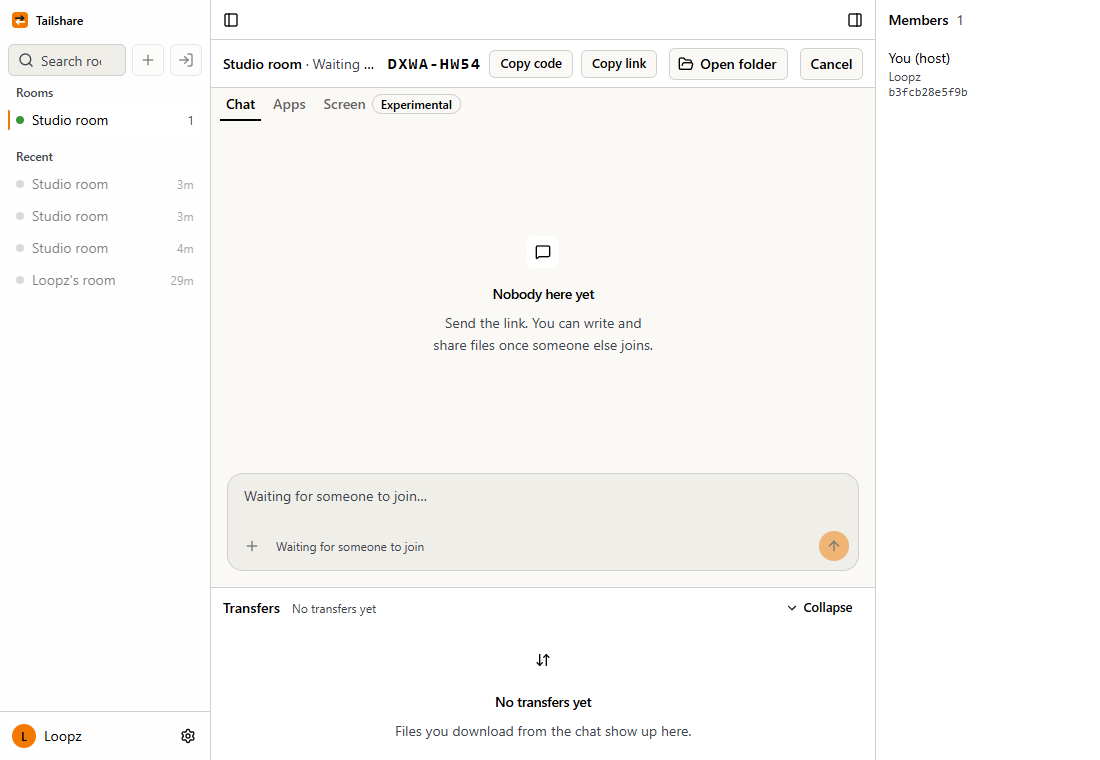 Tailshare
Search ro
Rooms
Studio room 1
Recent
Studio room 3m
Studio room 3m
Studio room 4m
Loopz's room 29m
L Loopz
Studio room · Waiting ... DXWA-HW54 Copy code Copy link Open folder Cancel
Chat Apps Screen Experimental
Nobody here yet
Send the link. You can write and
share files once someone else joins.
Waiting for someone to join...
Waiting for someone to join
Transfers No transfers yet Collapse
No transfers yet
Files you download from the chat show up here.
Members 1
You (host)
Loopz
b3fcb28e5f9b